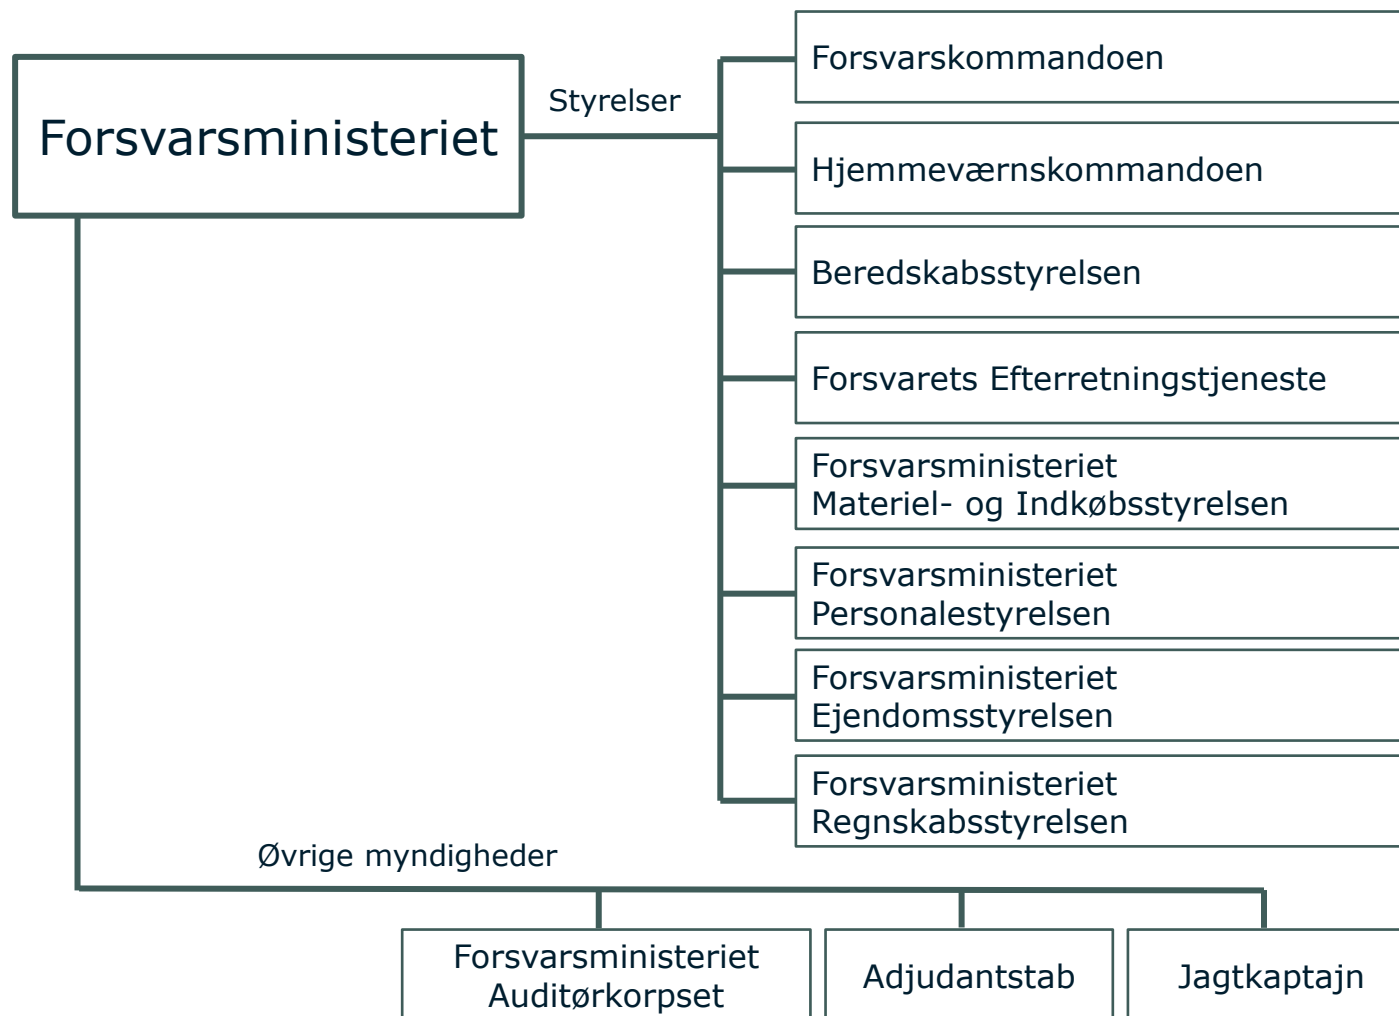 Forsvarsministeriet
Styrelser
Forsvarskommandoen
Hjemmeværnskommandoen
Beredskabsstyrelsen
Forsvarets Efterretningstjeneste
Forsvarsministeriet
Materiel- og Indkøbsstyrelsen
Forsvarsministeriet
Personalestyrelsen
Forsvarsministeriet
Ejendomsstyrelsen
Forsvarsministeriet
Regnskabsstyrelsen
Øvrige myndigheder
Forsvarsministeriet
Auditørkorpset
Adjudantstab
Jagtkaptajn